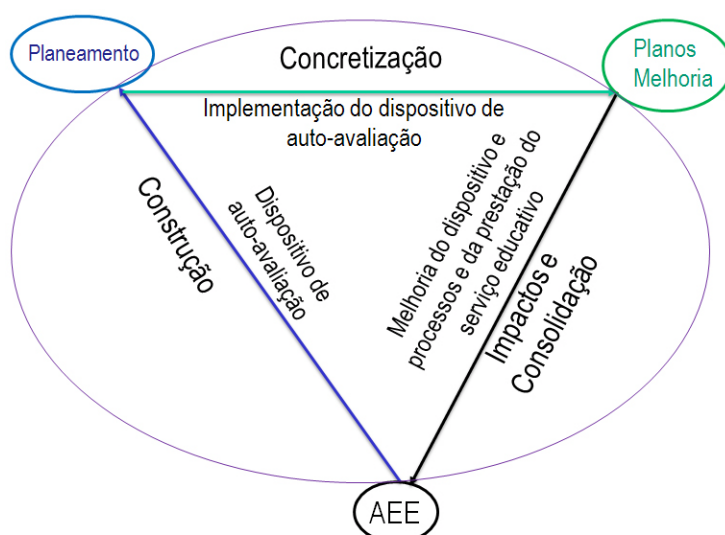 Planeamento
Concretização
Planos
Melhoria
Implementação do dispositivo de
auto-avaliação
Construção
Dispositivo de
auto-avaliação
Melhoria do dispositivo e
processos e da prestação do
serviço educativo
Impactos e
Consolidação
AEE